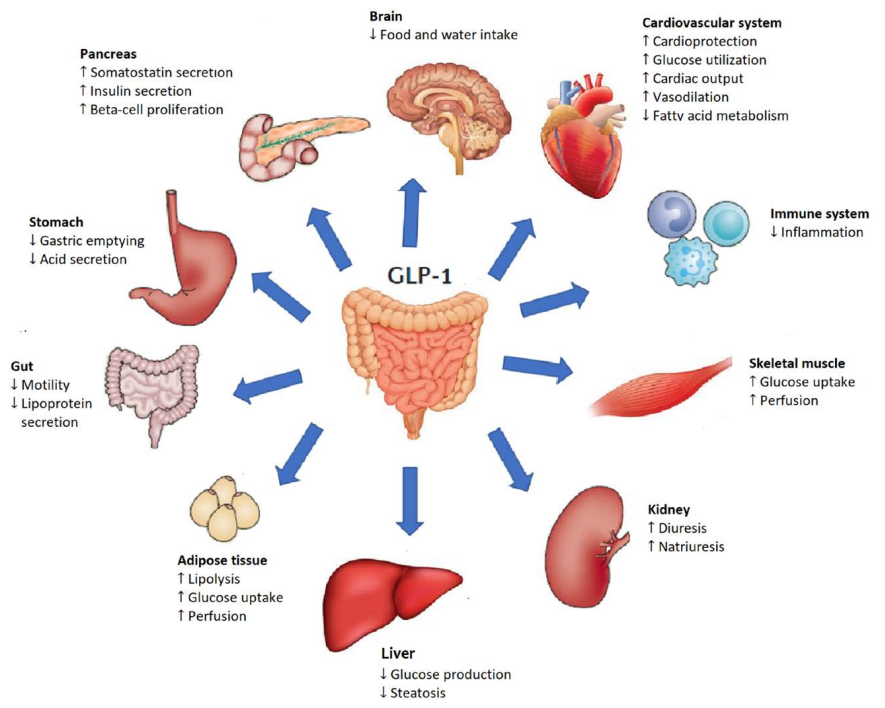 Brain
↓ Food and water intake
Cardiovascular system
↑ Cardioprotection
↑ Glucose utilization
↑ Cardiac output
↑ Vasodilation
↓ Fatty acid metabolism
Pancreas
↑ Somatostatin secretion
↑ Insulin secretion
↑ Beta-cell proliferation
Immune system
↓ Inflammation
Stomach
↓ Gastric emptying
↓ Acid secretion
GLP-1
Gut
↓ Motility
↓ Lipoprotein
secretion
Skeletal muscle
↑ Glucose uptake
↑ Perfusion
Kidney
↑ Diuresis
↑ Natriuresis
Adipose tissue
↑ Lipolysis
↑ Glucose uptake
↑ Perfusion
Liver
↓ Glucose production
↓ Steatosis